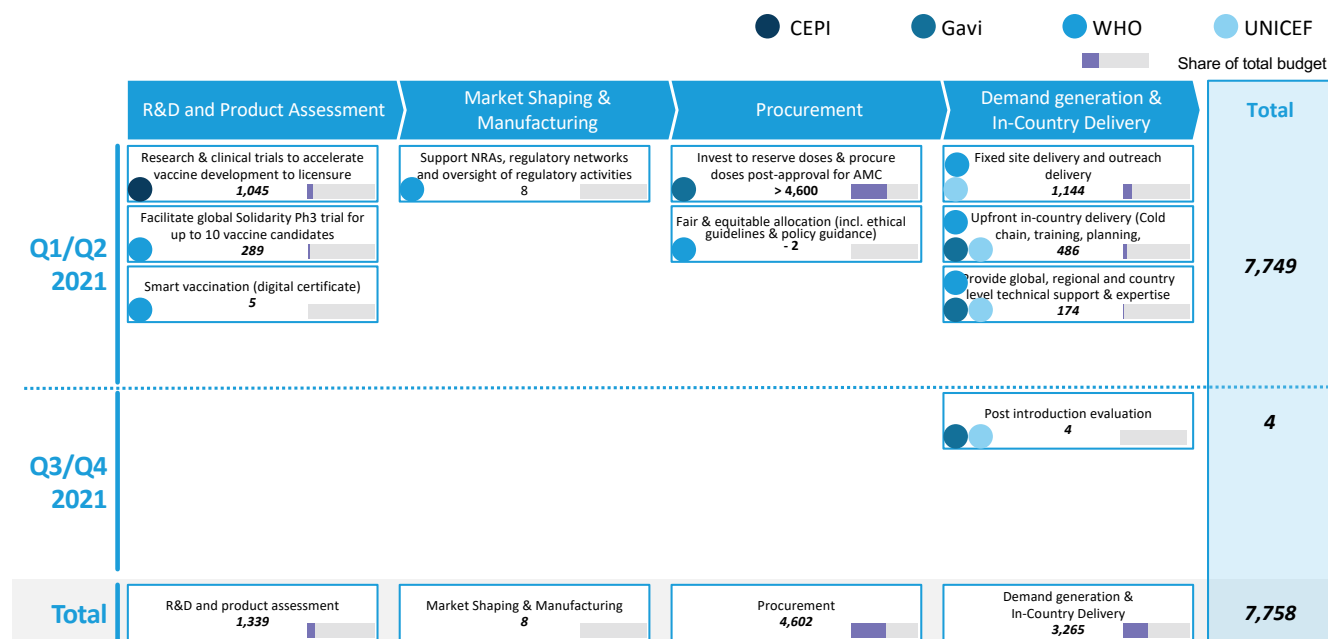 CEPI
Gavi
WHO
UNICEF
Share of total budget
R&D and Product Assessment
Market Shaping &
Manufacturing
Procurement
Demand generation &
In-Country Delivery
Total
Q1/Q2
2021
Research & clinical trials to accelerate
vaccine development to licensure
1,045
Facilitate global Solidarity Ph3 trial for
up to 10 vaccine candidates
289
Smart vaccination (digital certificate)
5
Support NRAs, regulatory networks
and oversight of regulatory activities
8
Invest to reserve doses & procure
doses post-approval for AMC
> 4,600
Fair & equitable allocation (incl. ethical
guidelines & policy guidance)
- 2
Fixed site delivery and outreach
delivery
1,144
Upfront in-country delivery (Cold
chain, training, planning,
486
Provide global, regional and country
level technical support & expertise
174
7,749
Q3/Q4
2021
Post introduction evaluation
4
4
Total
R&D and product assessment
1,339
Market Shaping & Manufacturing
8
Procurement
4,602
Demand generation &
In-Country Delivery
3,265
7,758